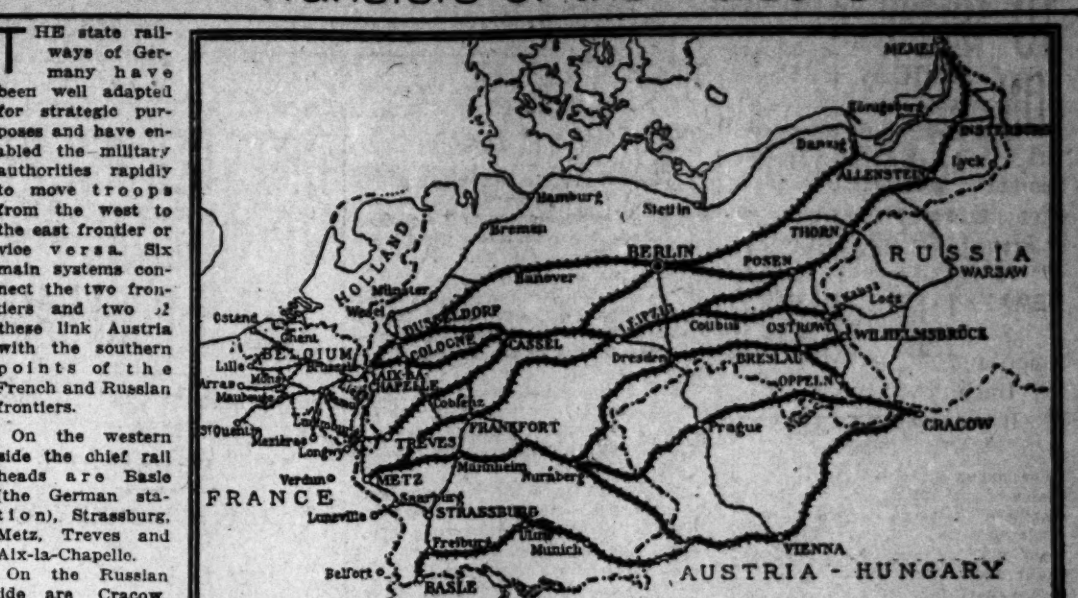 THE state rail-
ways of Ger-
many have
been well adapted
for strategic pur-
poses and have en-
abled the military
authorities rapidly
to move troops
from the west to
the east frontier or
vice versa. Six
main systems con-
nect the two fron-
tiers and two of
these link Austria
with the southern
points of the
French and Russian
frontiers.
On the western
side the chief rail
heads are Basle
(the German sta-
tion), Strassburg,
Metz, Treves and
Aix-la-Chapelle.
On the Russian
side are Cracow,
MEMEL
Königsberg
INSTERBURG
Danzig
Lyck
ALLENSTEIN
Hamburg
Stettin
Bremen
THORN
HOLLAND
BERLIN
RUSSIA
POSEN
WARSAW
Hanover
Münster
Kalisz
Lodz
Wesel
Ostend
DUSSELDORF
LEIPZIG
Cotibus
OSTROWO
Ghent
WILHELMSBRÜCK
BELGIUM
COLOGNE
CASSEL
Dresden
BRESLAU
Lille
Brussels
AIX-LA-
CHAPELLE
Mons
Arras
OPPELN
Maubeuge
Coblenz
St Quentin
FRANKFORT
Prague
CRACOW
Mezières
TREVES
Longwy
Mannheim
Verdun
METZ
Nurnberg
FRANCE
Saarburg
Luneville
STRASSBURG
Freiburg
Ulm
Munich
VIENNA
Belfort
BASLE
AUSTRIA - HUNGARY